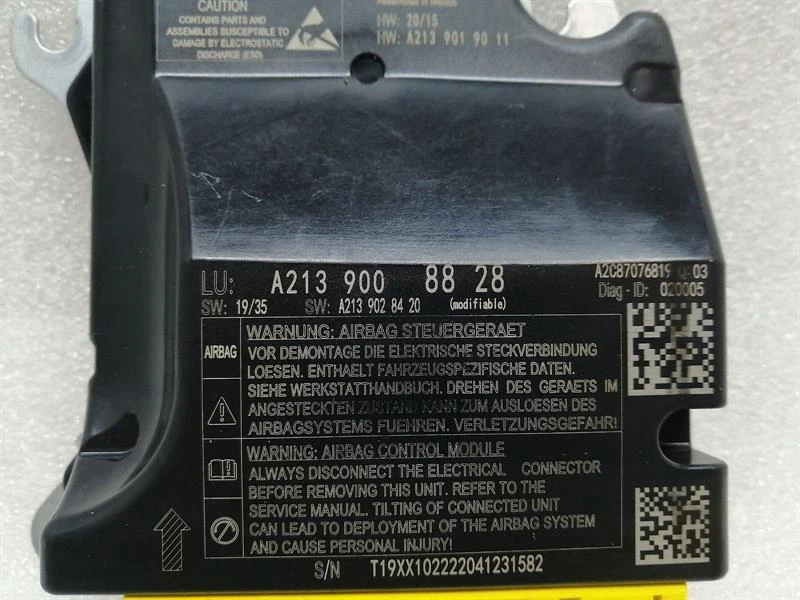 CAUTION
CONTAINS PARTS AND
ASSEMBLIES SUSCEPTIBLE TO
DAMAGE BY ELECTROSTATIC
DISCHARGE (ESD)
HW: 20/15
HW: A213 901 90 11
LU: A213 900 88 28
SW: 19/35 SW: A213 902 84 20 (modifiable)
A2C87076819 03
Diag-ID: 020005
WARNUNG: AIRBAG STEUERGERAET
AIRBAG
VOR DEMONTAGE DIE ELEKTRISCHE STECKVERBINDUNG
LOESEN. ENTHAELT FAHRZEUGSPEZIFISCHE DATEN.
SIEHE WERKSTATTHANDBUCH. DREHEN DES GERAETS IM
ANGESTECKTEN ZUSTAND KANN ZUM AUSLOESEN DES
AIRBAGSYSTEMS FUEHREN. VERLETZUNGSGEFAHR!
WARNING: AIRBAG CONTROL MODULE
ALWAYS DISCONNECT THE ELECTRICAL CONNECTOR
BEFORE REMOVING THIS UNIT. REFER TO THE
SERVICE MANUAL. TILTING OF CONNECTED UNIT
CAN LEAD TO DEPLOYMENT OF THE AIRBAG SYSTEM
AND CAUSE PERSONAL INJURY!
S/N T19XX102222041231582